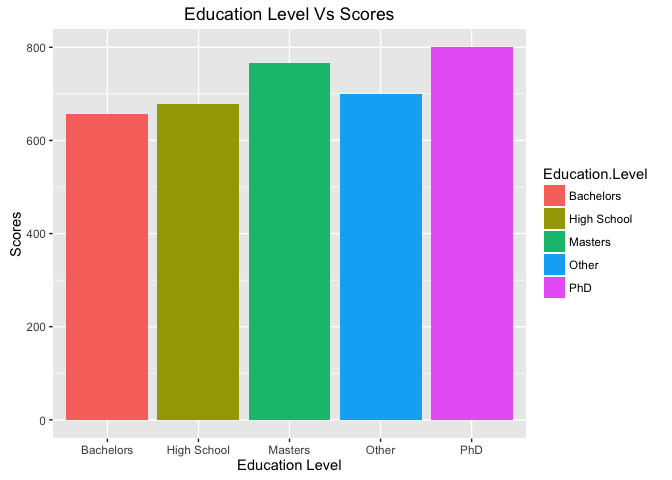 Education Level Vs Scores
Scores
800
600
400
200
0
Bachelors
High School
Masters
Other
PhD
Education Level
Education.Level
Bachelors
High School
Masters
Other
PhD